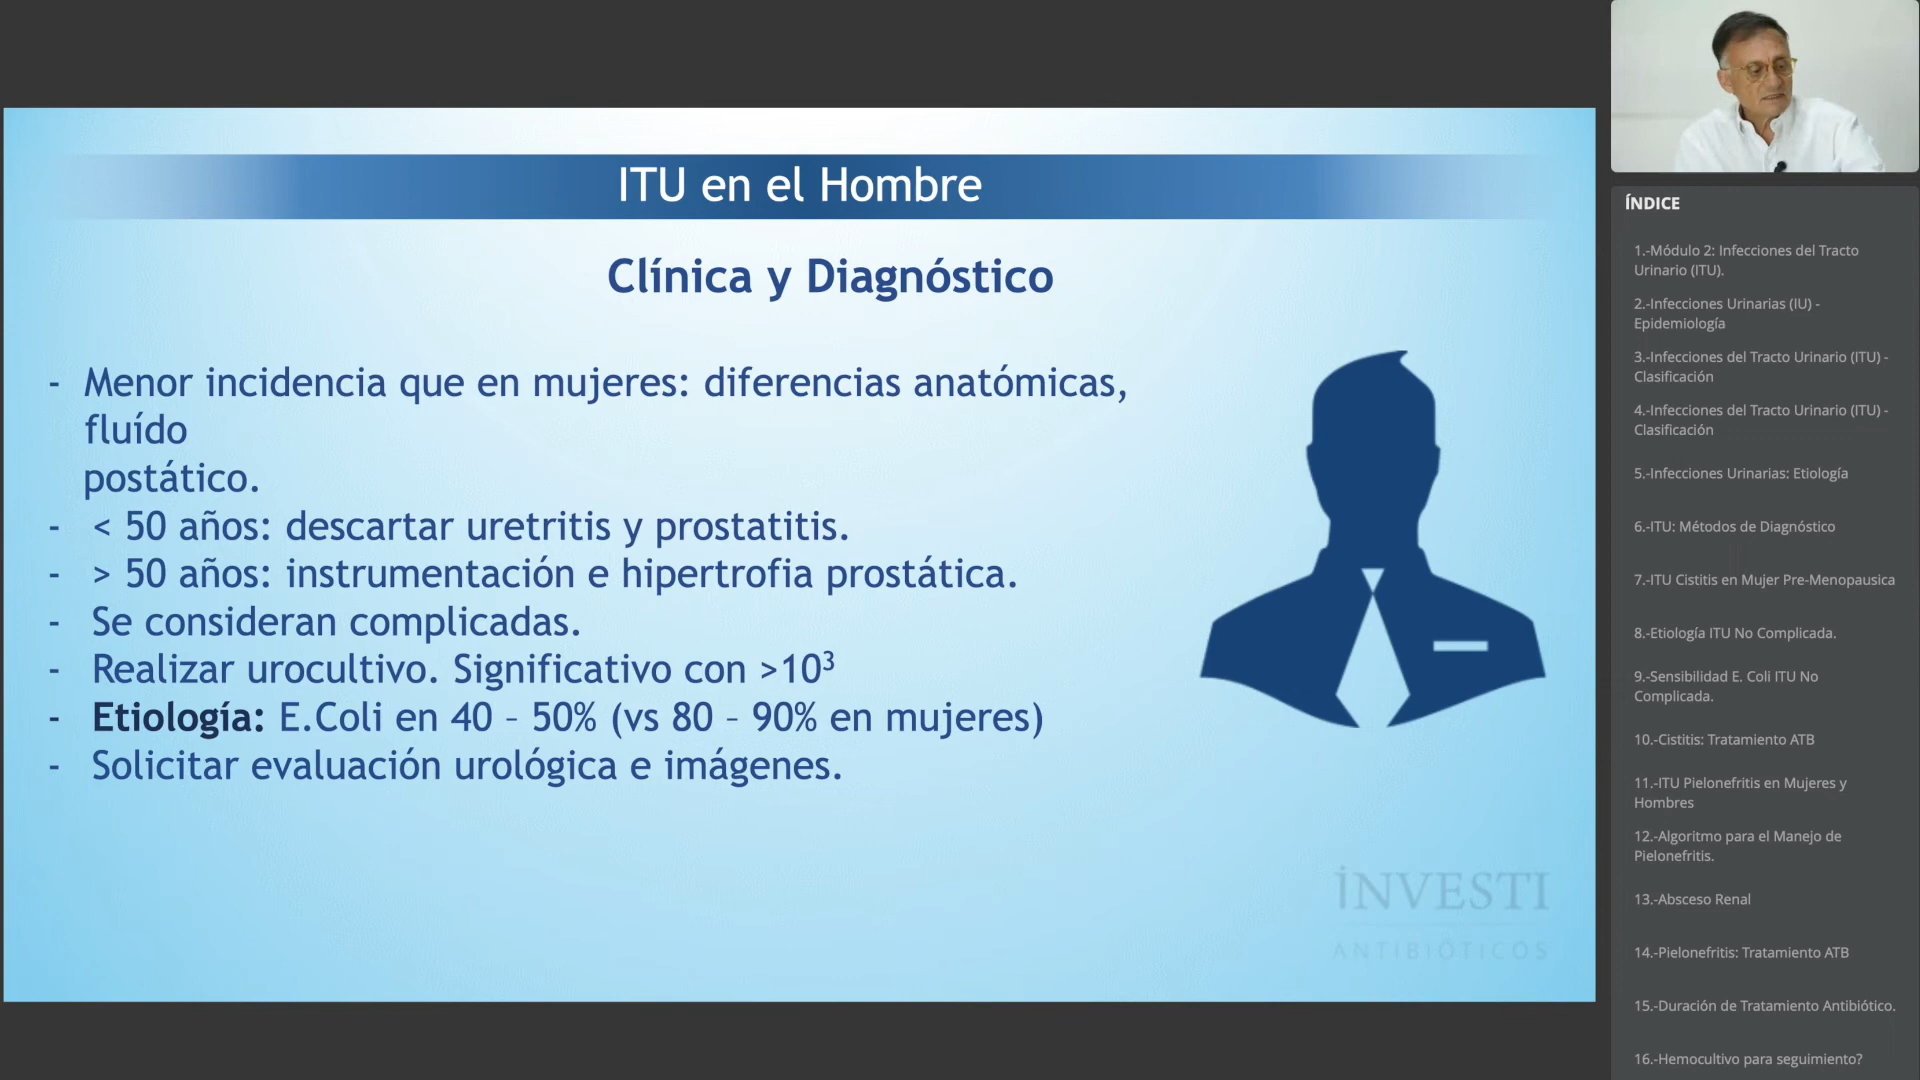 ITU en el Hombre
Clínica y Diagnóstico
- Menor incidencia que en mujeres: diferencias anatómicas,
fluído
postático.
- < 50 años: descartar uretritis y prostatitis.
- > 50 años: instrumentación e hipertrofia prostática.
- Se consideran complicadas.
- Realizar urocultivo. Significativo con >10³
- Etiología: E.Coli en 40 – 50% (vs 80 – 90% en mujeres)
- Solicitar evaluación urológica e imágenes.
INVESTI
ANTIBIÓTICOS
ÍNDICE
1.-Módulo 2: Infecciones del Tracto
Urinario (ITU).
2.-Infecciones Urinarias (IU) -
Epidemiología
3.-Infecciones del Tracto Urinario (ITU) -
Clasificación
4.-Infecciones del Tracto Urinario (ITU) -
Clasificación
5.-Infecciones Urinarias: Etiología
6.-ITU: Métodos de Diagnóstico
7.-ITU Cistitis en Mujer Pre-Menopausica
8.-Etiología ITU No Complicada.
9.-Sensibilidad E. Coli ITU No
Complicada.
10.-Cistitis: Tratamiento ATB
11.-ITU Pielonefritis en Mujeres y
Hombres
12.-Algoritmo para el Manejo de
Pielonefritis.
13.-Absceso Renal
14.-Pielonefritis: Tratamiento ATB
15.-Duración de Tratamiento Antibiótico.
16.-Hemocultivo para seguimiento?